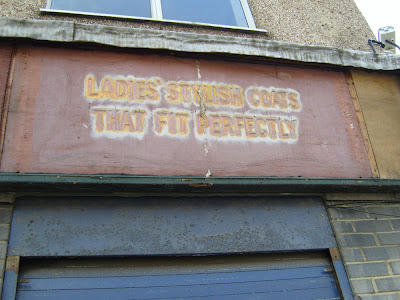 LADIES' STYLISH COATS
THAT FIT PERFECTLY